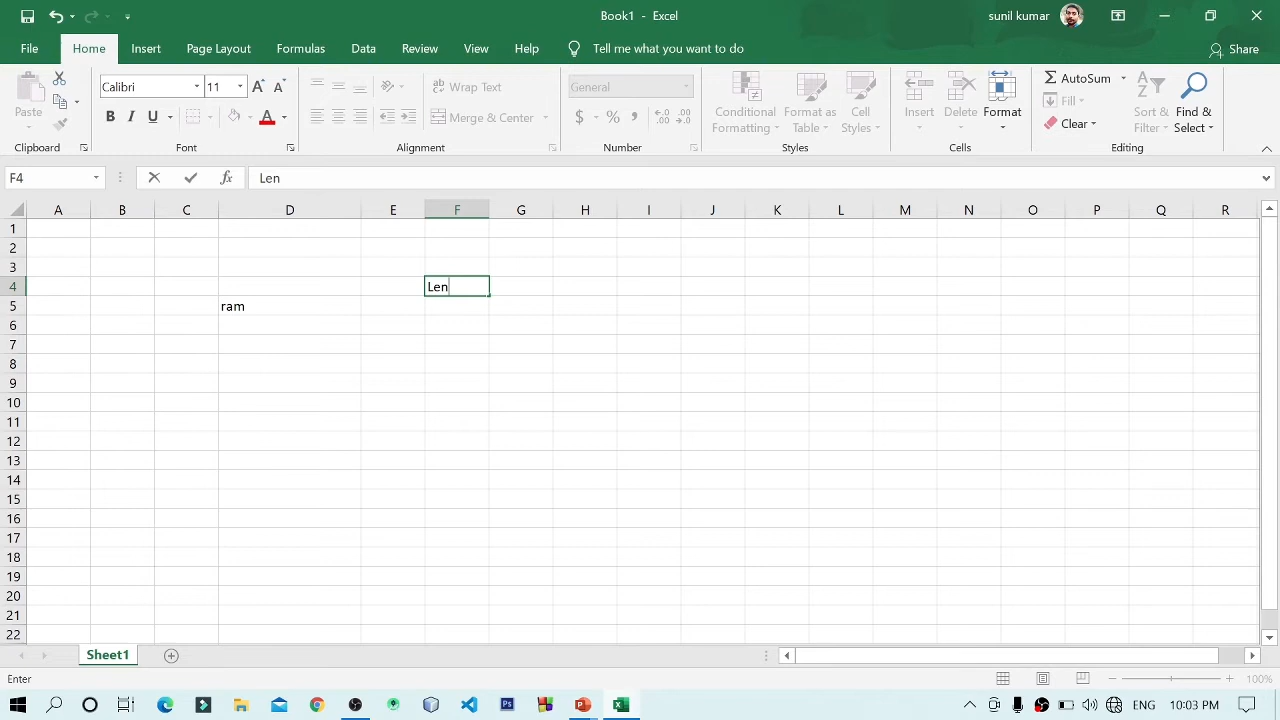 Book1 - Excel
sunil kumar
File Home Insert Page Layout Formulas Data Review View Help Tell me what you want to do Share
Paste
Clipboard
Calibri 11 A A
B I U A
Font
ab Wrap Text
Merge & Center
Alignment
General
$ % ,
Number
Conditional Formatting
Format as Table
Cell Styles
Styles
Insert Delete Format
Cells
AutoSum
Fill
Clear
Sort & Filter
Find & Select
Editing
F4 fx Len
A B C D E F G H I J K L M N O P Q R
1
2
3
4 Len
5 ram
6
7
8
9
10
11
12
13
14
15
16
17
18
19
20
21
22
Sheet1
Enter 100%
ENG 10:03 PM